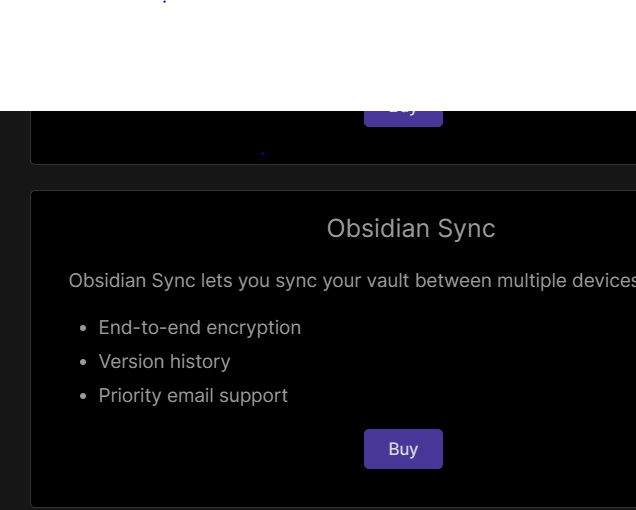 Obsidian Sync
Obsidian Sync lets you sync your vault between multiple devices
End-to-end encryption
Version history
Priority email support
Buy